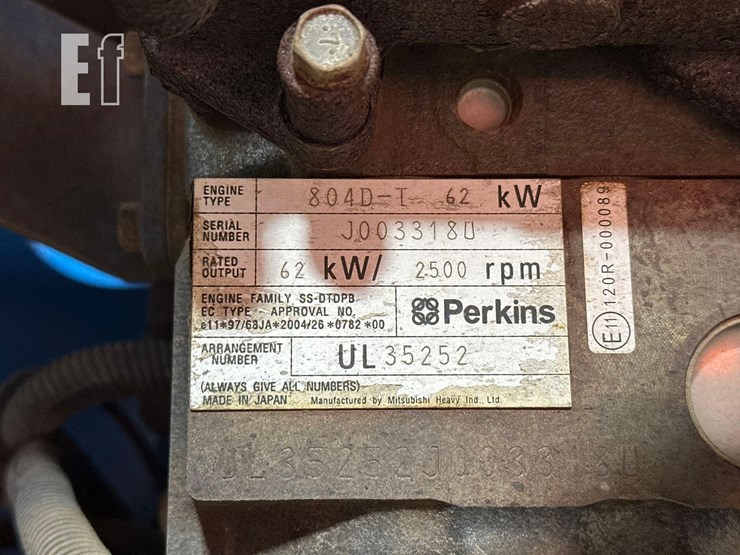 Ef
ENGINE TYPE 804D-T 62 kW
SERIAL NUMBER J003318U
RATED OUTPUT 62 kW/ 2500 rpm
ENGINE FAMILY SS-DTDPB
EC TYPE - APPROVAL NO.
e11*97/68JA*2004/26*0782*00
Perkins
ARRANGEMENT NUMBER UL35252
(ALWAYS GIVE ALL NUMBERS)
MADE IN JAPAN Manufactured by Mitsubishi Heavy Ind., Ltd.
E11 120R-000089
UL35252J003318U